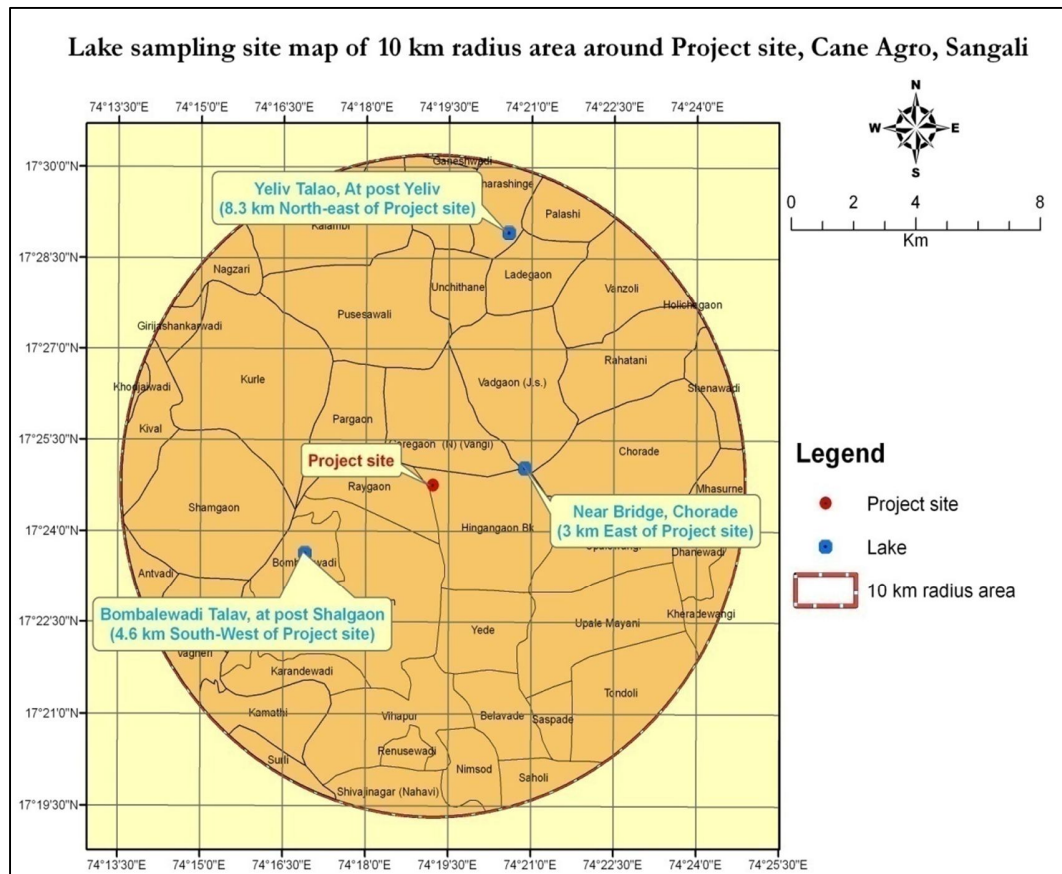 Lake sampling site map of 10 km radius area around Project site, Cane Agro, Sangali
74°13'30"E 74°15'0"E 74°16'30"E 74°18'0"E 74°19'30"E 74°21'0"E 74°22'30"E 74°24'0"E
N
W E
S
0 2 4 8
Km
17°30'0"N
17°28'30"N
17°27'0"N
17°25'30"N
17°24'0"N
17°22'30"N
17°21'0"N
17°19'30"N
Ganeshwadi
Yeliv Talao, At post Yeliv
(8.3 km North-east of Project site)
harashinge
Palashi
Kalambi
Nagzari
Ladegaon
Unchithane
Vanzoli
Pusesawali
Girijashankarwadi
Rahatani
Kurle
Vadgaon (J.s.)
Shenawadi
Pargaon
Kival
(N) (Vangi)
Chorade
Project site
Raygaon
Mhasurne
Shamgaon
Hingangaon Bk
Near Bridge, Chorade
(3 km East of Project site)
Dhanewadi
Antvadi
Bombalewadi Talav, at post Shalgaon
(4.6 km South-West of Project site)
Kheradewangi
Yede
Upale Mayani
Karandewadi
Tondoli
Kamathi
Vihapur
Belavade
Saspade
Renusewadi
Surli
Nimsod
Saholi
Shivajinagar (Nahavi)
74°13'30"E 74°15'0"E 74°16'30"E 74°18'0"E 74°19'30"E 74°21'0"E 74°22'30"E 74°24'0"E 74°25'30"E
Legend
Project site
Lake
10 km radius area